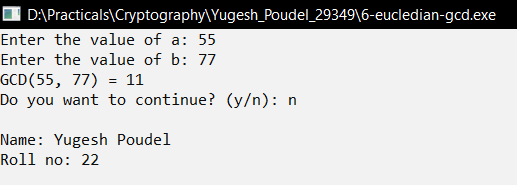 D:\Practicals\Cryptography\Yugesh_Poudel_29349\6-eucledian-gcd.exe
Enter the value of a: 55
Enter the value of b: 77
GCD(55, 77) = 11
Do you want to continue? (y/n): n
Name: Yugesh Poudel
Roll no: 22